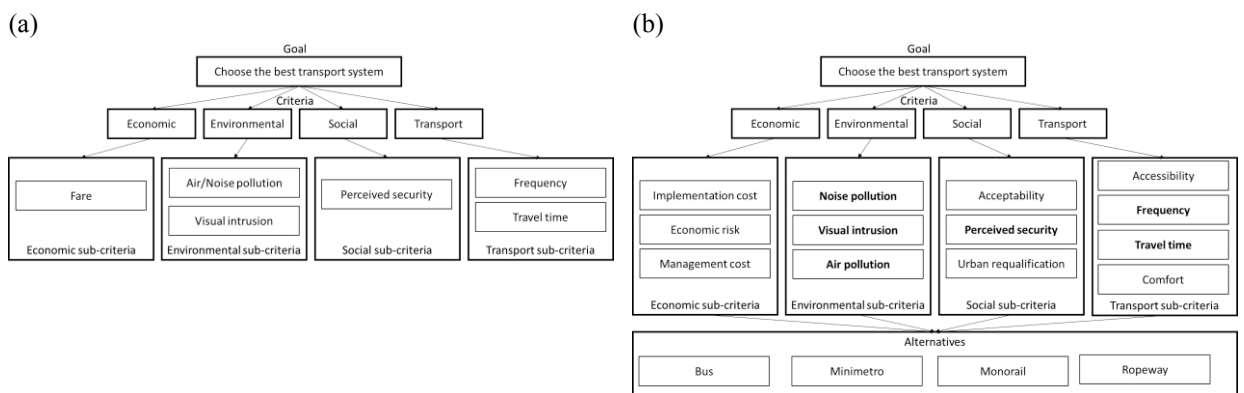 (a)
Goal
Choose the best transport system
Criteria
Economic
Environmental
Social
Transport
Fare
Economic sub-criteria
Air/Noise pollution
Visual intrusion
Environmental sub-criteria
Perceived security
Social sub-criteria
Frequency
Travel time
Transport sub-criteria
(b)
Goal
Choose the best transport system
Criteria
Economic
Environmental
Social
Transport
Implementation cost
Economic risk
Management cost
Economic sub-criteria
Noise pollution
Visual intrusion
Air pollution
Environmental sub-criteria
Acceptability
Perceived security
Urban requalification
Social sub-criteria
Accessibility
Frequency
Travel time
Comfort
Transport sub-criteria
Alternatives
Bus
Minimetro
Monorail
Ropeway